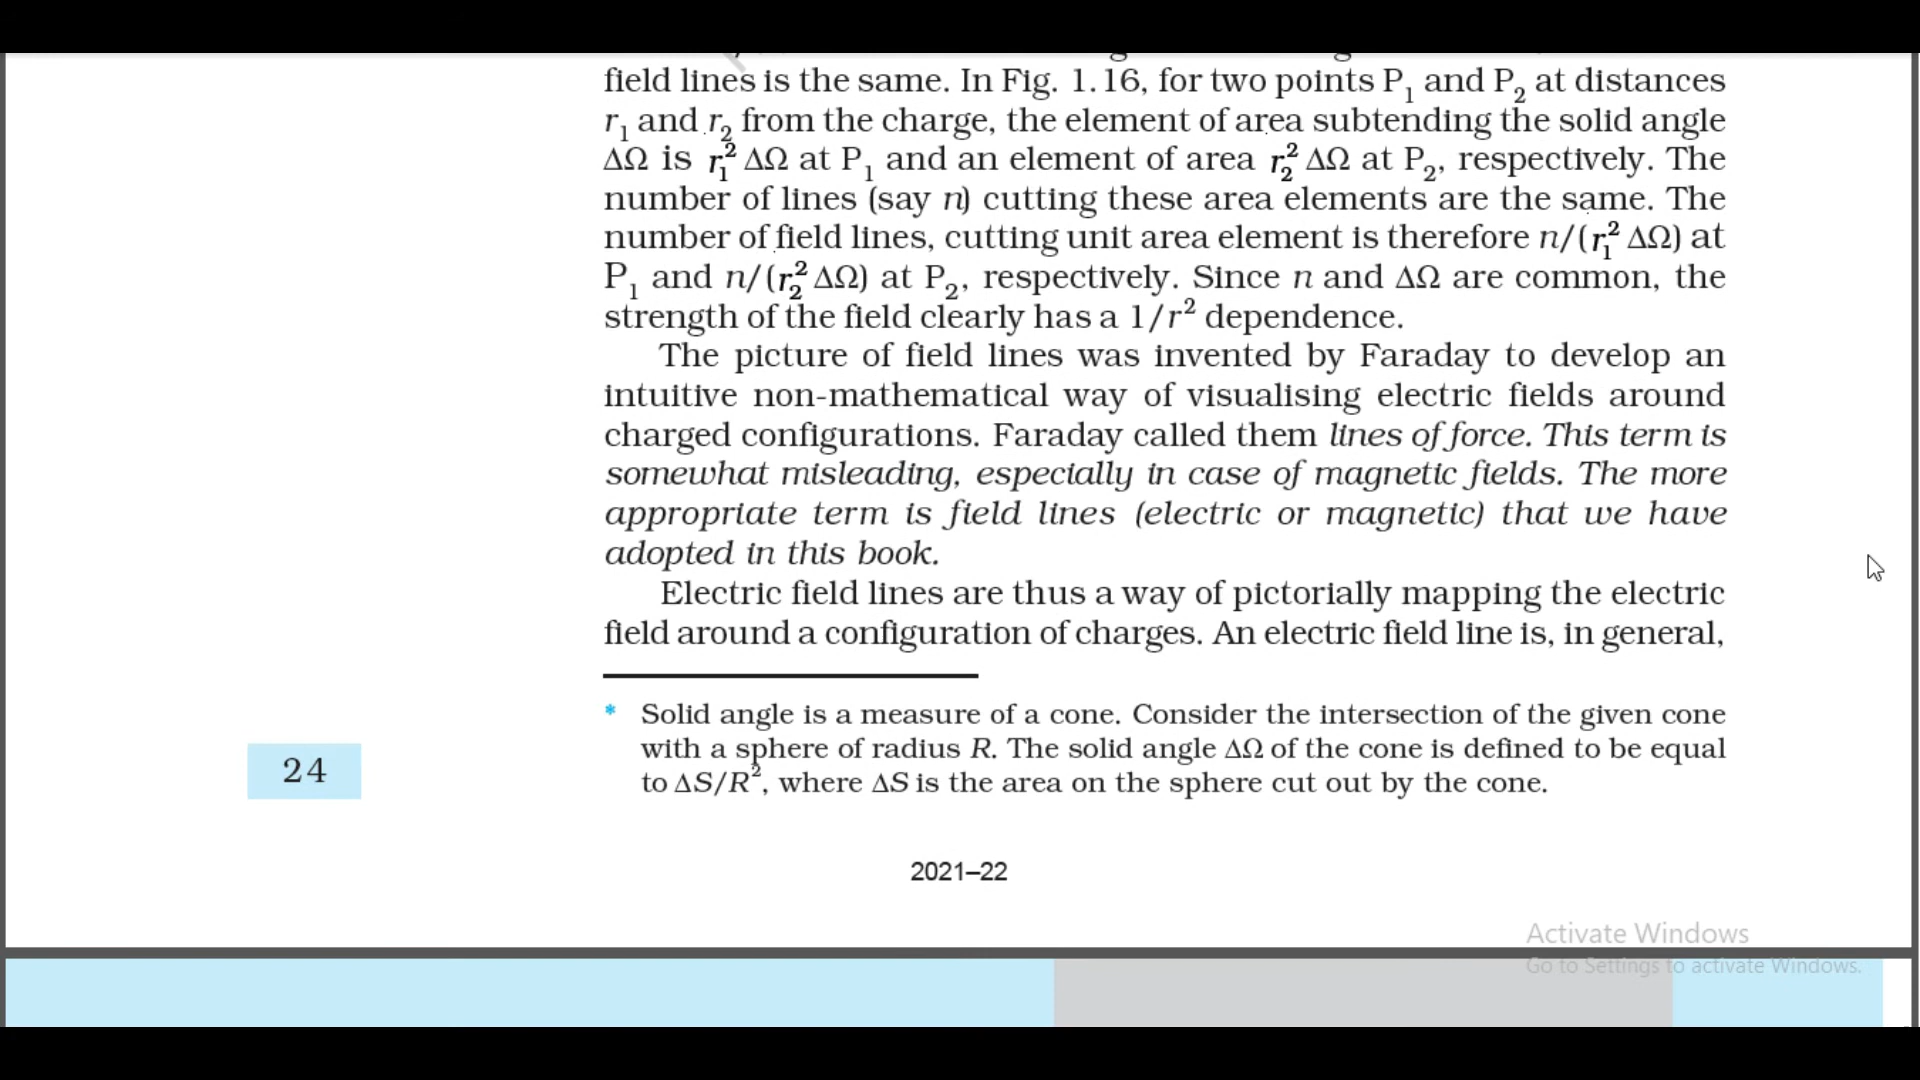 field lines is the same. In Fig. 1.16, for two points P₁ and P₂ at distances
r₁ and r₂ from the charge, the element of area subtending the solid angle
ΔΩ is r₁² ΔΩ at P₁ and an element of area r₂² ΔΩ at P₂, respectively. The
number of lines (say n) cutting these area elements are the same. The
number of field lines, cutting unit area element is therefore n/(r₁² ΔΩ) at
P₁ and n/(r₂² ΔΩ) at P₂, respectively. Since n and ΔΩ are common, the
strength of the field clearly has a 1/r² dependence.
The picture of field lines was invented by Faraday to develop an
intuitive non-mathematical way of visualising electric fields around
charged configurations. Faraday called them lines of force. This term is
somewhat misleading, especially in case of magnetic fields. The more
appropriate term is field lines (electric or magnetic) that we have
adopted in this book.
Electric field lines are thus a way of pictorially mapping the electric
field around a configuration of charges. An electric field line is, in general,
* Solid angle is a measure of a cone. Consider the intersection of the given cone
with a sphere of radius R. The solid angle ΔΩ of the cone is defined to be equal
to ΔS/R², where ΔS is the area on the sphere cut out by the cone.
24
2021–22
Activate Windows
Go to Settings to activate Windows.